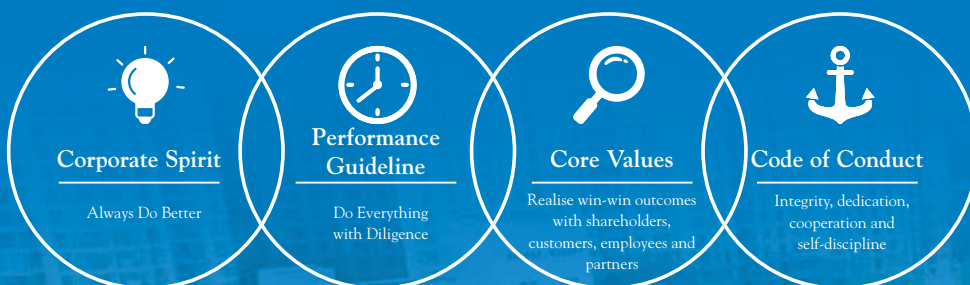 Corporate Spirit
Always Do Better
Performance
Guideline
Do Everything
with Diligence
Core Values
Realise win-win outcomes
with shareholders,
customers, employees and
partners
Code of Conduct
Integrity, dedication,
cooperation and
self-discipline